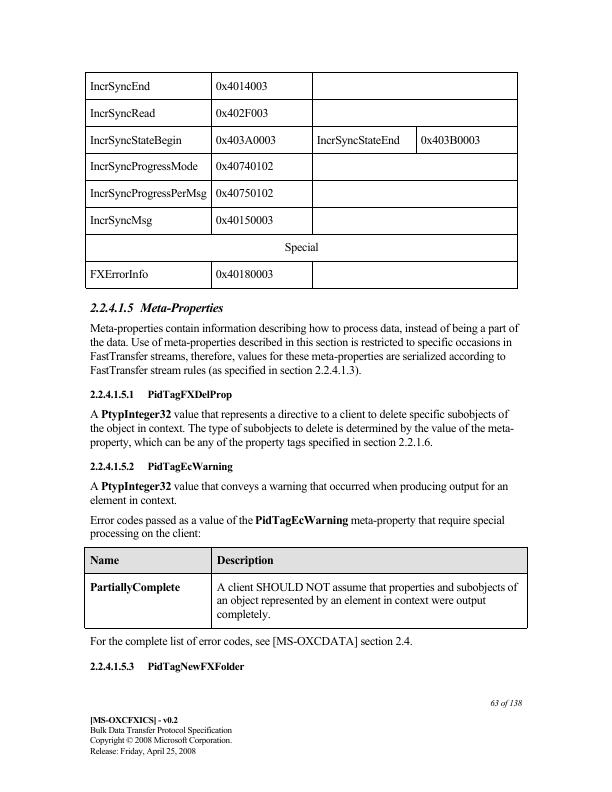 IncrSyncEnd 0x4014003
IncrSyncRead 0x402F003
IncrSyncStateBegin 0x403A0003 IncrSyncStateEnd 0x403B0003
IncrSyncProgressMode 0x40740102
IncrSyncProgressPerMsg 0x40750102
IncrSyncMsg 0x40150003
Special
FXErrorInfo 0x40180003
2.2.4.1.5 Meta-Properties
Meta-properties contain information describing how to process data, instead of being a part of
the data. Use of meta-properties described in this section is restricted to specific occasions in
FastTransfer streams, therefore, values for these meta-properties are serialized according to
FastTransfer stream rules (as specified in section 2.2.4.1.3).
2.2.4.1.5.1 PidTagFXDelProp
A PtypInteger32 value that represents a directive to a client to delete specific subobjects of
the object in context. The type of subobjects to delete is determined by the value of the meta-
property, which can be any of the property tags specified in section 2.2.1.6.
2.2.4.1.5.2 PidTagEcWarning
A PtypInteger32 value that conveys a warning that occurred when producing output for an
element in context.
Error codes passed as a value of the PidTagEcWarning meta-property that require special
processing on the client:
Name Description
PartiallyComplete A client SHOULD NOT assume that properties and subobjects of
an object represented by an element in context were output
completely.
For the complete list of error codes, see [MS-OXCDATA] section 2.4.
2.2.4.1.5.3 PidTagNewFXFolder
63 of 138
[MS-OXCFXICS] - v0.2
Bulk Data Transfer Protocol Specification
Copyright © 2008 Microsoft Corporation.
Release: Friday, April 25, 2008